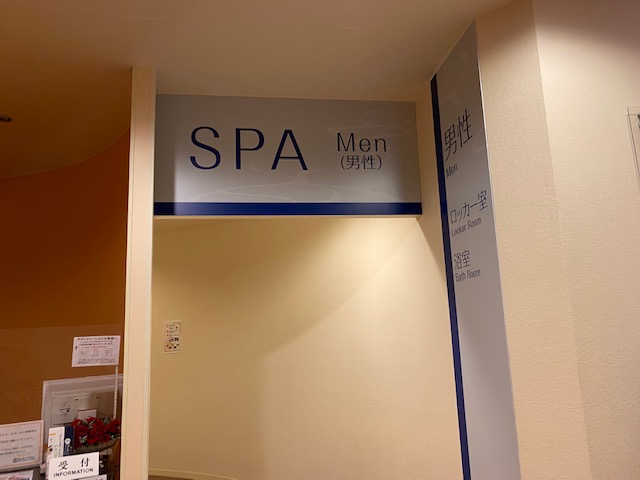 SPA
Men
(男性)
男性
Men
ロッカー室
Locker Room
浴室
Bath Room
受付
INFORMATION